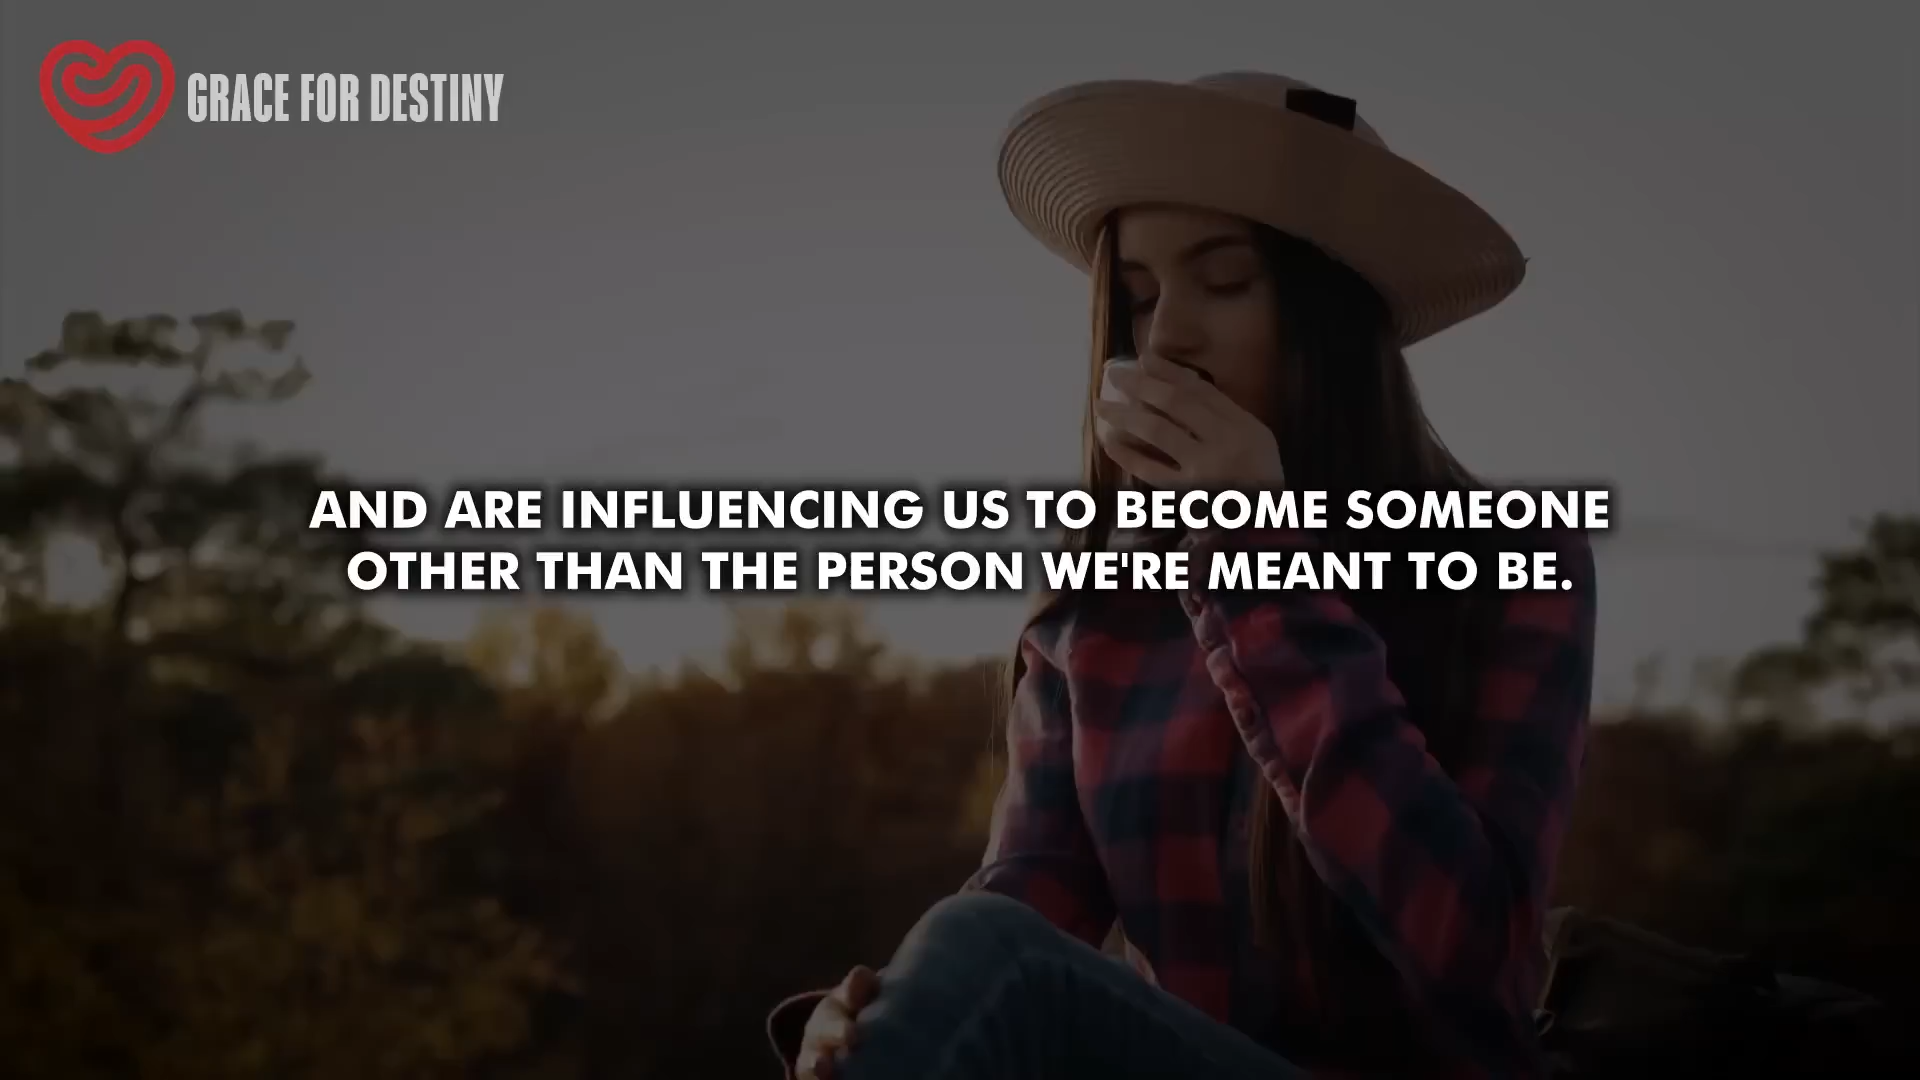 GRACE FOR DESTINY
AND ARE INFLUENCING US TO BECOME SOMEONE
OTHER THAN THE PERSON WE'RE MEANT TO BE.